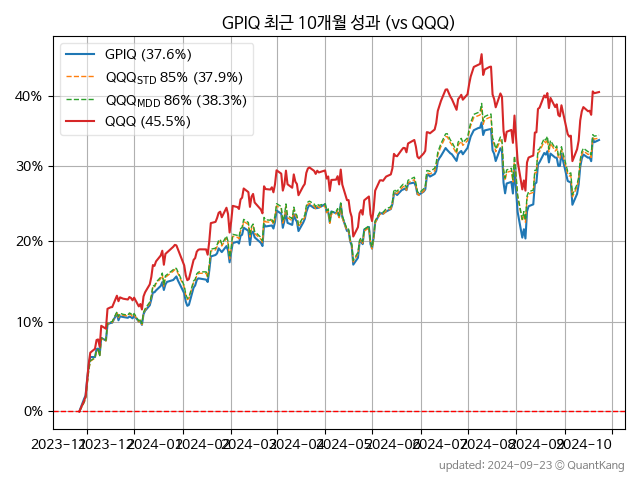 GPIQ 최근 10개월 성과 (vs QQQ)
GPIQ (37.6%)
QQQSTD 85% (37.9%)
QQQMDD 86% (38.3%)
QQQ (45.5%)
40%
30%
20%
10%
0%
2023-11 2023-12 2024-01 2024-02 2024-03 2024-04 2024-05 2024-06 2024-07 2024-08 2024-09 2024-10
updated: 2024-09-23 © QuantKang